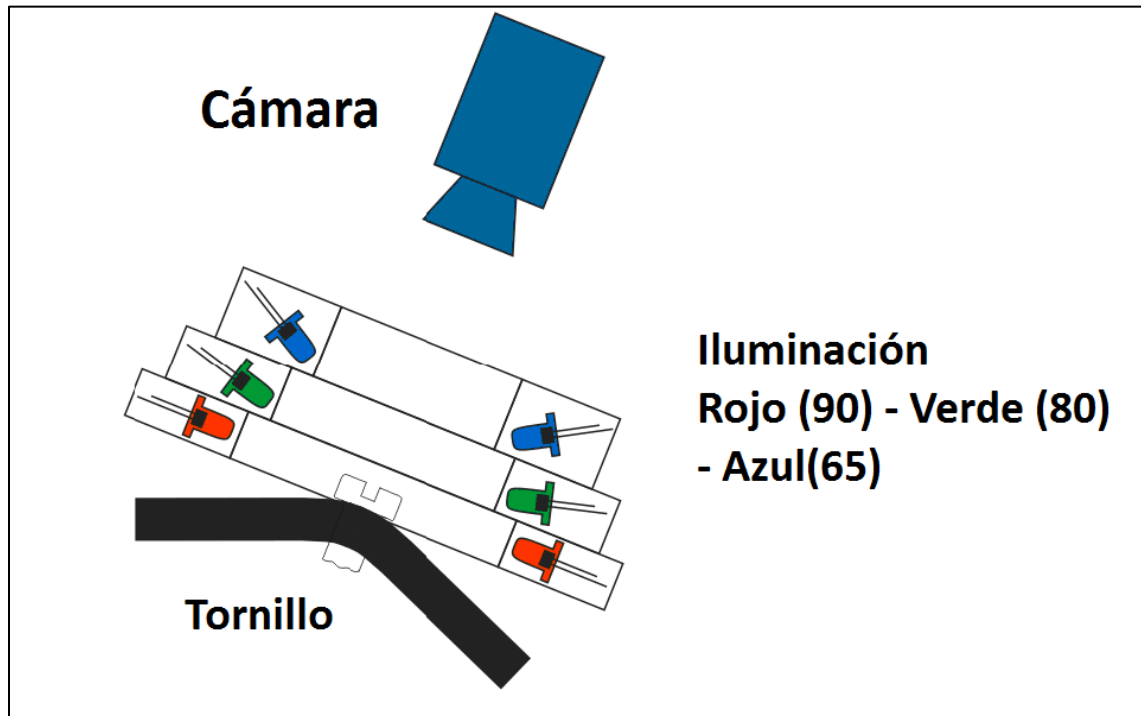 Cámara
Iluminación
Rojo (90) - Verde (80)
- Azul(65)
Tornillo